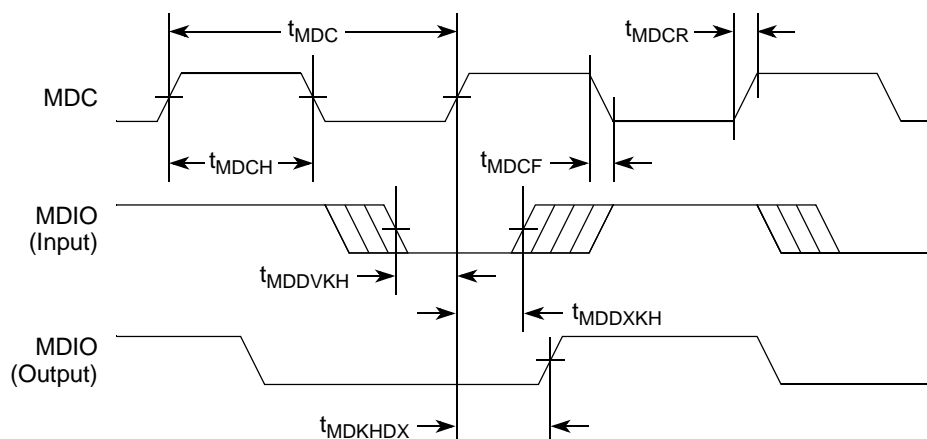 tMDC
tMDCR
MDC
tMDCH
tMDCF
MDIO
(Input)
tMDDVKH
tMDDXKH
MDIO
(Output)
tMDKHDX